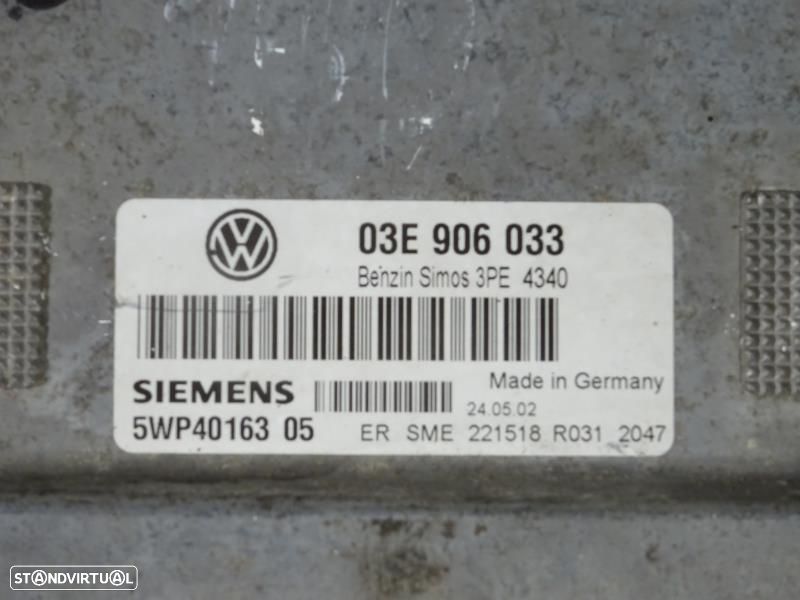 03E 906 033
Benzin Simos 3PE 4340
SIEMENS
Made in Germany
24.05.02
5WP40163 05
ER SME 221518 R031 2047
STANDVIRTUAL